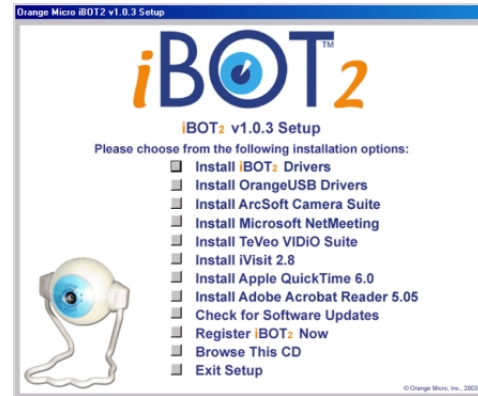 Orange Micro iBOT2 v1.0.3 Setup
iBOT™2
iBOT2 v1.0.3 Setup
Please choose from the following installation options:
Install iBOT2 Drivers
Install OrangeUSB Drivers
Install ArcSoft Camera Suite
Install Microsoft NetMeeting
Install TeVeo VIDiO Suite
Install iVisit 2.8
Install Apple QuickTime 6.0
Install Adobe Acrobat Reader 5.05
Check for Software Updates
Register iBOT2 Now
Browse This CD
Exit Setup
© Orange Micro, Inc., 2003